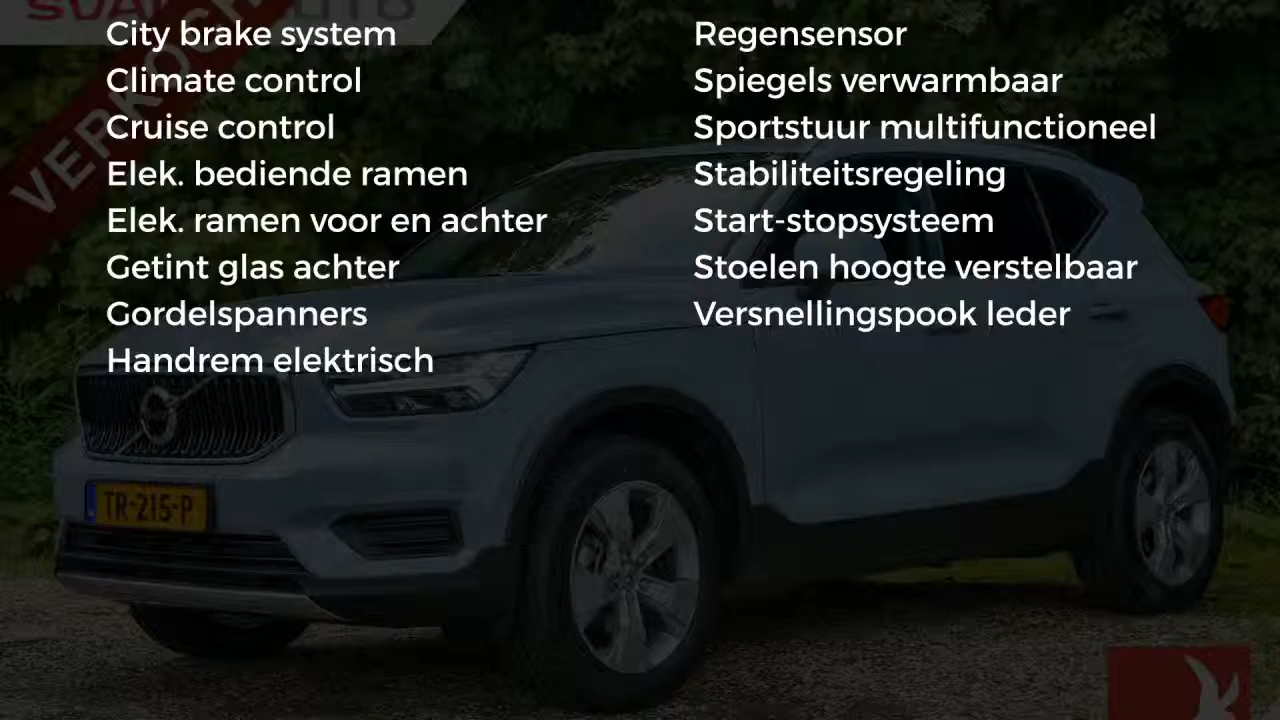 City brake system
Climate control
Cruise control
Elek. bediende ramen
Elek. ramen voor en achter
Getint glas achter
Gordelspanners
Handrem elektrisch
Regensensor
Spiegels verwarmbaar
Sportstuur multifunctioneel
Stabiliteitsregeling
Start-stopsysteem
Stoelen hoogte verstelbaar
Versnellingspook leder
TR-215-P